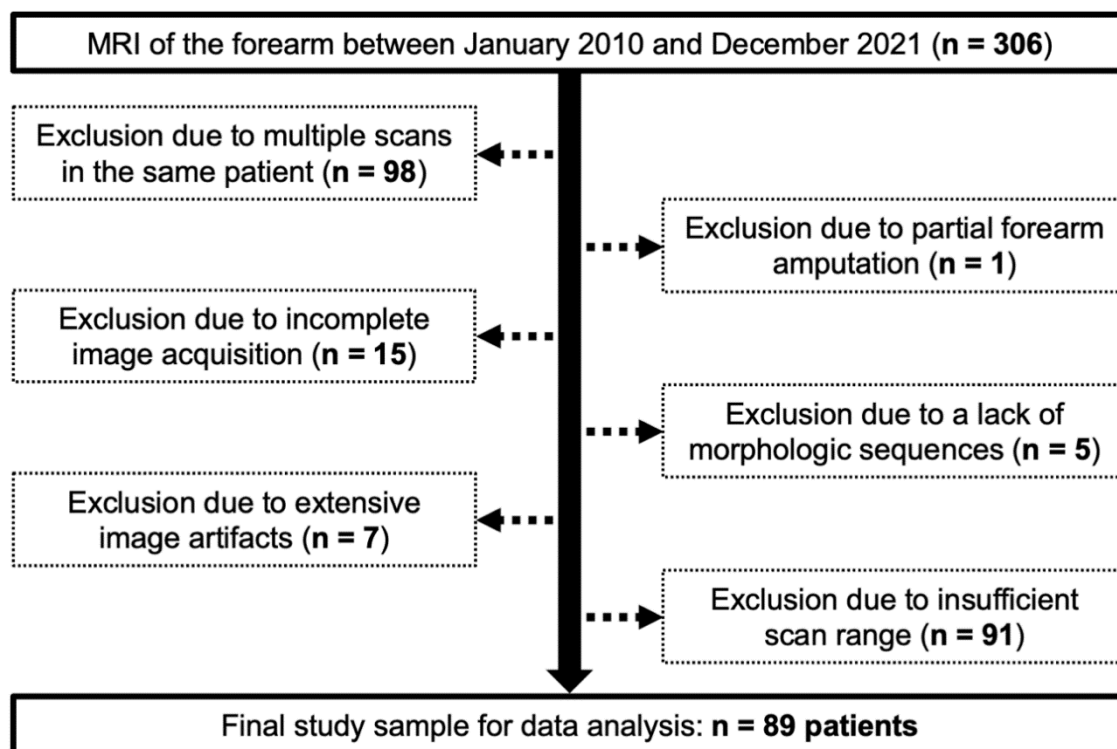 MRI of the forearm between January 2010 and December 2021 (n = 306)
Exclusion due to multiple scans
in the same patient (n = 98)
Exclusion due to partial forearm
amputation (n = 1)
Exclusion due to incomplete
image acquisition (n = 15)
Exclusion due to a lack of
morphologic sequences (n = 5)
Exclusion due to extensive
image artifacts (n = 7)
Exclusion due to insufficient
scan range (n = 91)
Final study sample for data analysis: n = 89 patients